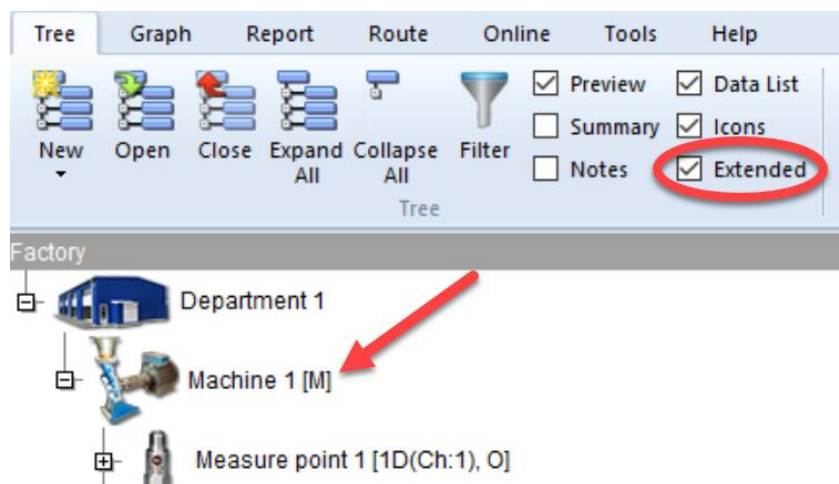 Tree Graph Report Route Online Tools Help
Preview Data List
Summary Icons
New Open Close Expand All Collapse All Filter
Notes Extended
Tree
Factory
Department 1
Machine 1 [M]
Measure point 1 [1D(Ch:1), O]